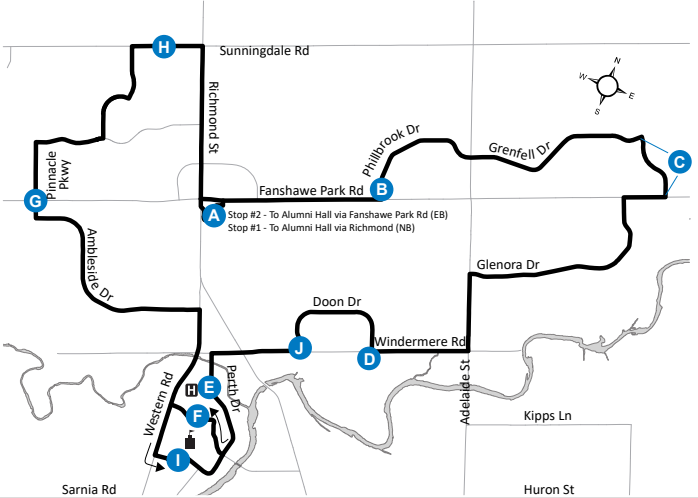 H
Sunningdale Rd
N
W
E
S
Richmond St
Philbrook Dr
Grenfell Dr
C
Pinnacle
Pkwy
Fanshawe Park Rd
B
G
A
Stop #2 - To Alumni Hall via Fanshawe Park Rd (EB)
Stop #1 - To Alumni Hall via Richmond (NB)
Ambleside Dr
Glenora Dr
Doon Dr
J
D
Windermere Rd
Western Rd
H
E
Perth Dr
Adelaide St
F
Kipps Ln
I
Sarnia Rd
Huron St